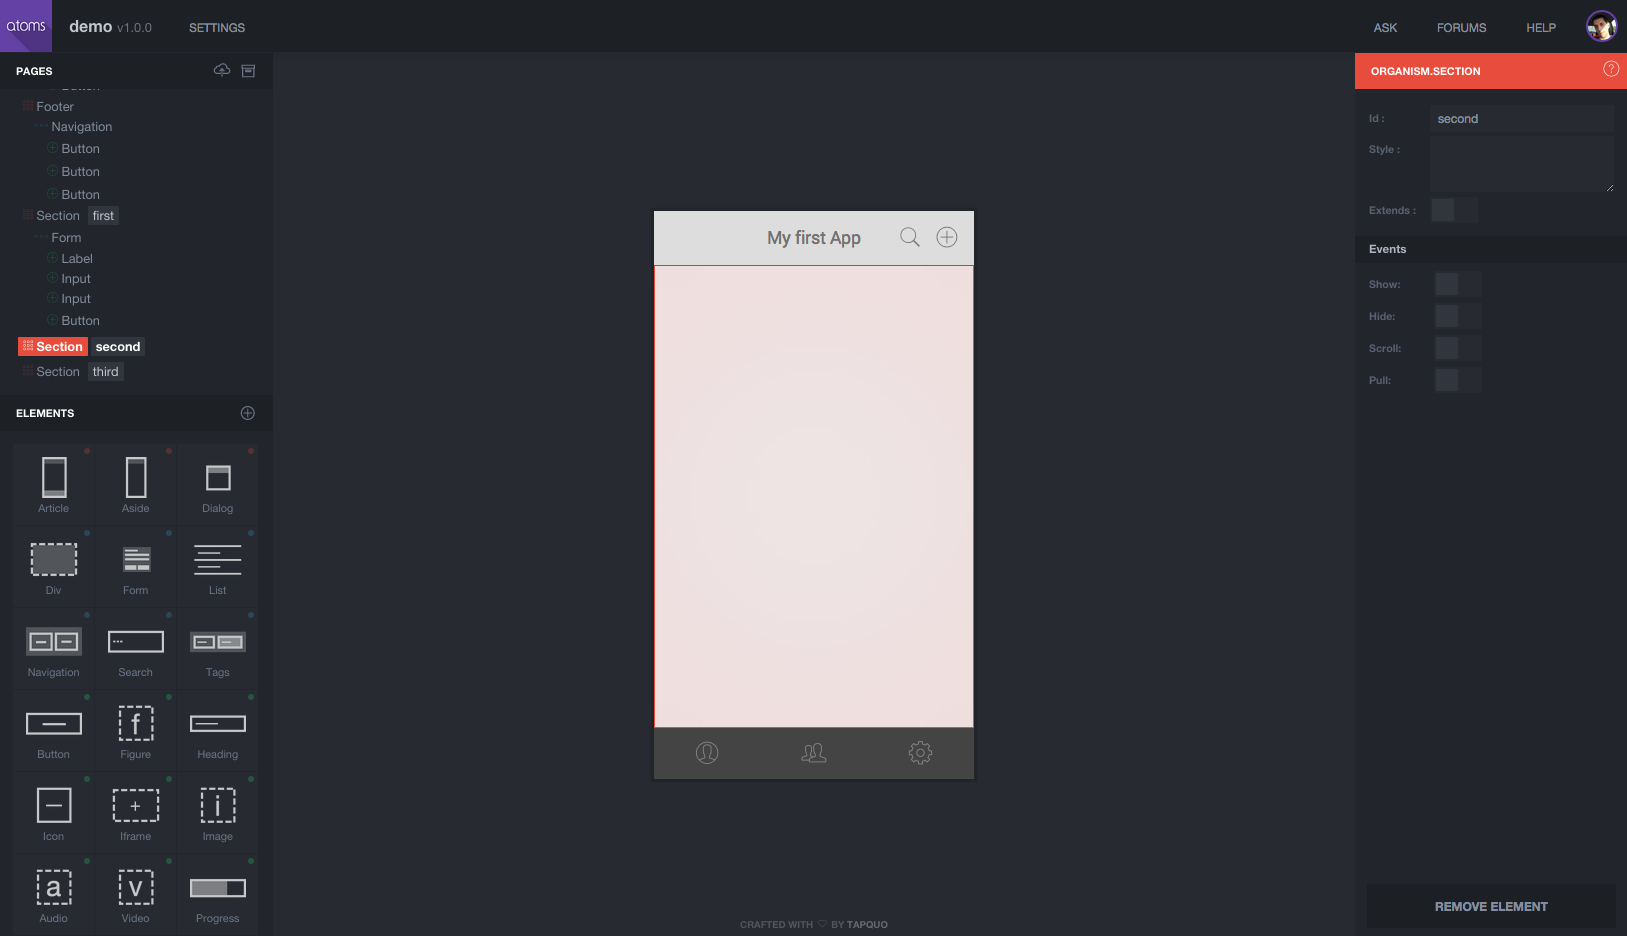 atoms demo v1.0.0 SETTINGS ASK FORUMS HELP
PAGES
Button
Footer
Navigation
Button
Button
Button
Section first
Form
Label
Input
Input
Button
Section second
Section third
ELEMENTS
Article Aside Dialog
Div Form List
Navigation Search Tags
f
Button Figure Heading
i
Icon Iframe Image
a v
Audio Video Progress
My first App
CRAFTED WITH ♡ BY TAPQUO
ORGANISM.SECTION ?
Id : second
Style :
Extends :
Events
Show:
Hide:
Scroll:
Pull:
REMOVE ELEMENT